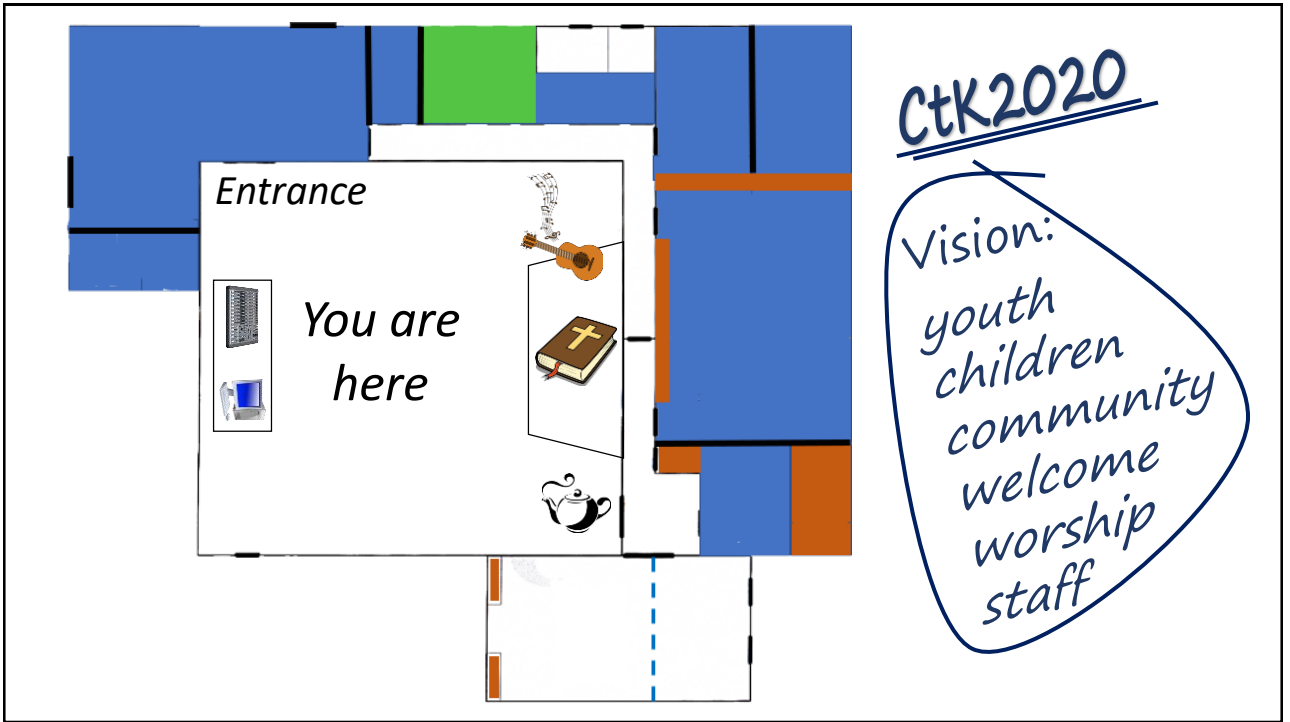 Entrance
You are
here
CtK2020
Vision:
youth
children
community
welcome
worship
staff